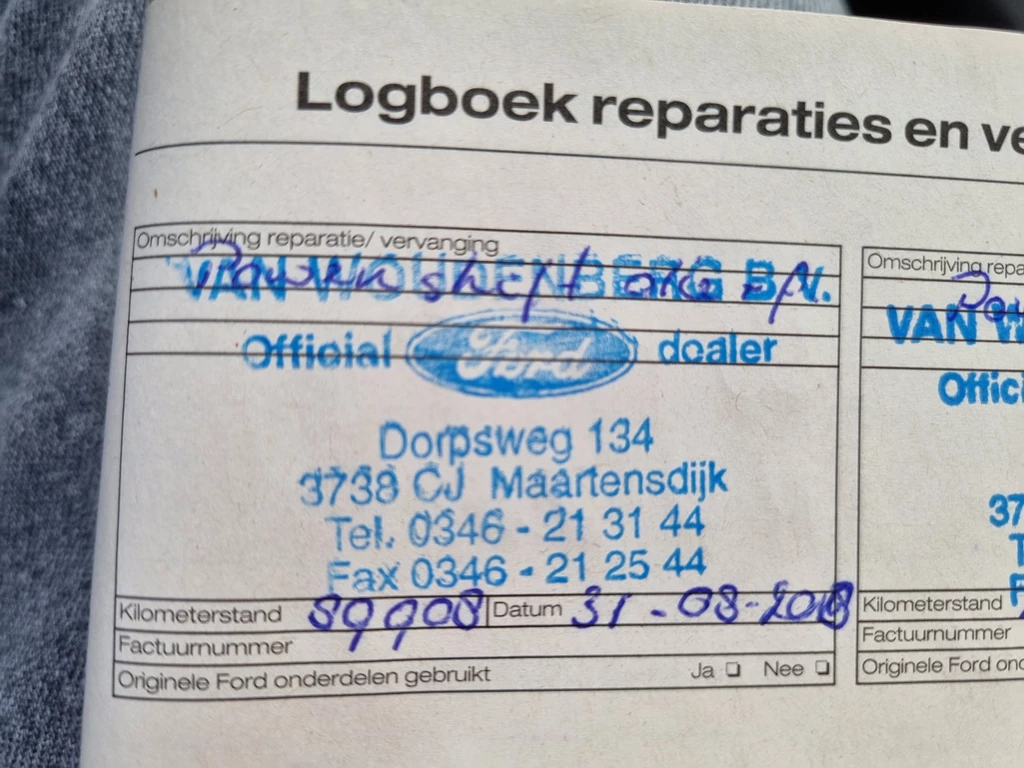 Logboek reparaties en ve
Omschrijving reparatie/ vervanging
VAN WOUDENBERG B.V.
Official Ford dealer
Dorpsweg 134
3738 CJ Maartensdijk
Tel. 0346 - 21 31 44
Fax 0346 - 21 25 44
Kilometerstand 89908 Datum 31-08-2018
Factuurnummer
Originele Ford onderdelen gebruikt Ja Nee
Omschrijving repa
VAN W
Offici
37
T
F
Kilometerstand
Factuurnummer
Originele Ford ond